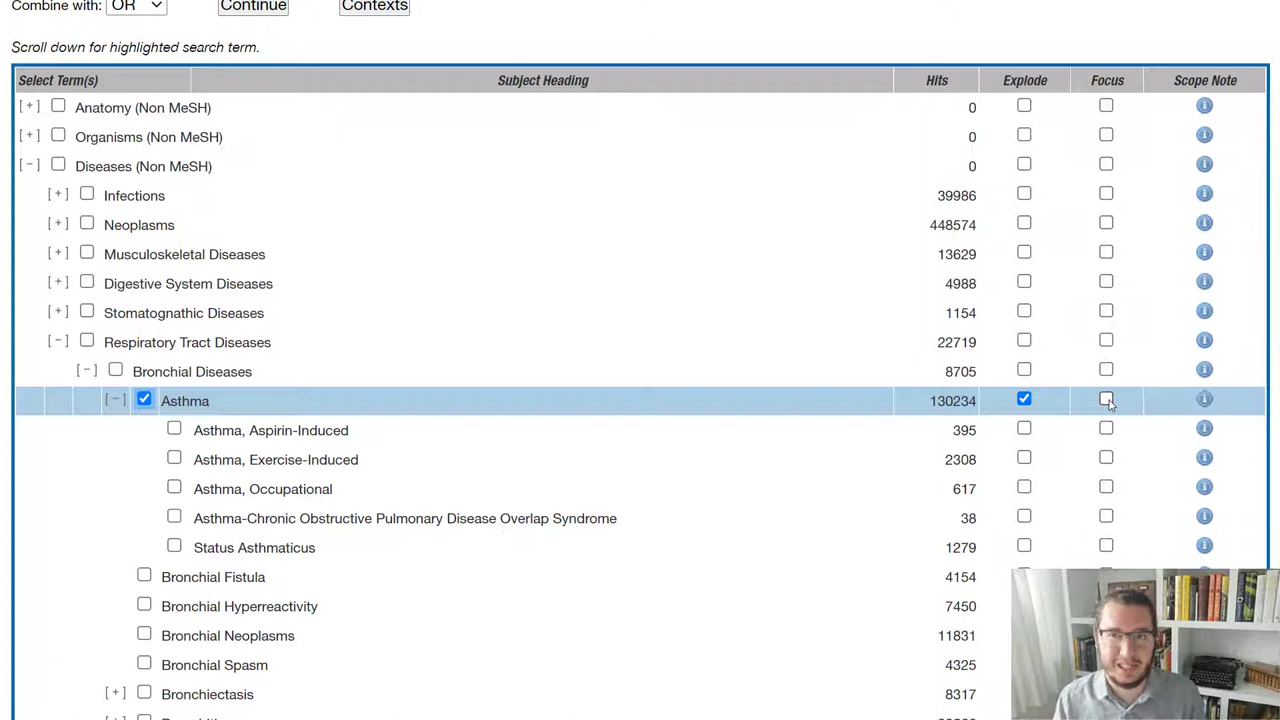 Combine with: OR Continue Contexts
Scroll down for highlighted search term.
Select Term(s) Subject Heading Hits Explode Focus Scope Note
[+] Anatomy (Non MeSH) 0
[+] Organisms (Non MeSH) 0
[−] Diseases (Non MeSH) 0
[+] Infections 39986
[+] Neoplasms 448574
[+] Musculoskeletal Diseases 13629
[+] Digestive System Diseases 4988
[+] Stomatognathic Diseases 1154
[−] Respiratory Tract Diseases 22719
[−] Bronchial Diseases 8705
[−] Asthma 130234
Asthma, Aspirin-Induced 395
Asthma, Exercise-Induced 2308
Asthma, Occupational 617
Asthma-Chronic Obstructive Pulmonary Disease Overlap Syndrome 38
Status Asthmaticus 1279
Bronchial Fistula 4154
Bronchial Hyperreactivity 7450
Bronchial Neoplasms 11831
Bronchial Spasm 4325
[+] Bronchiectasis 8317